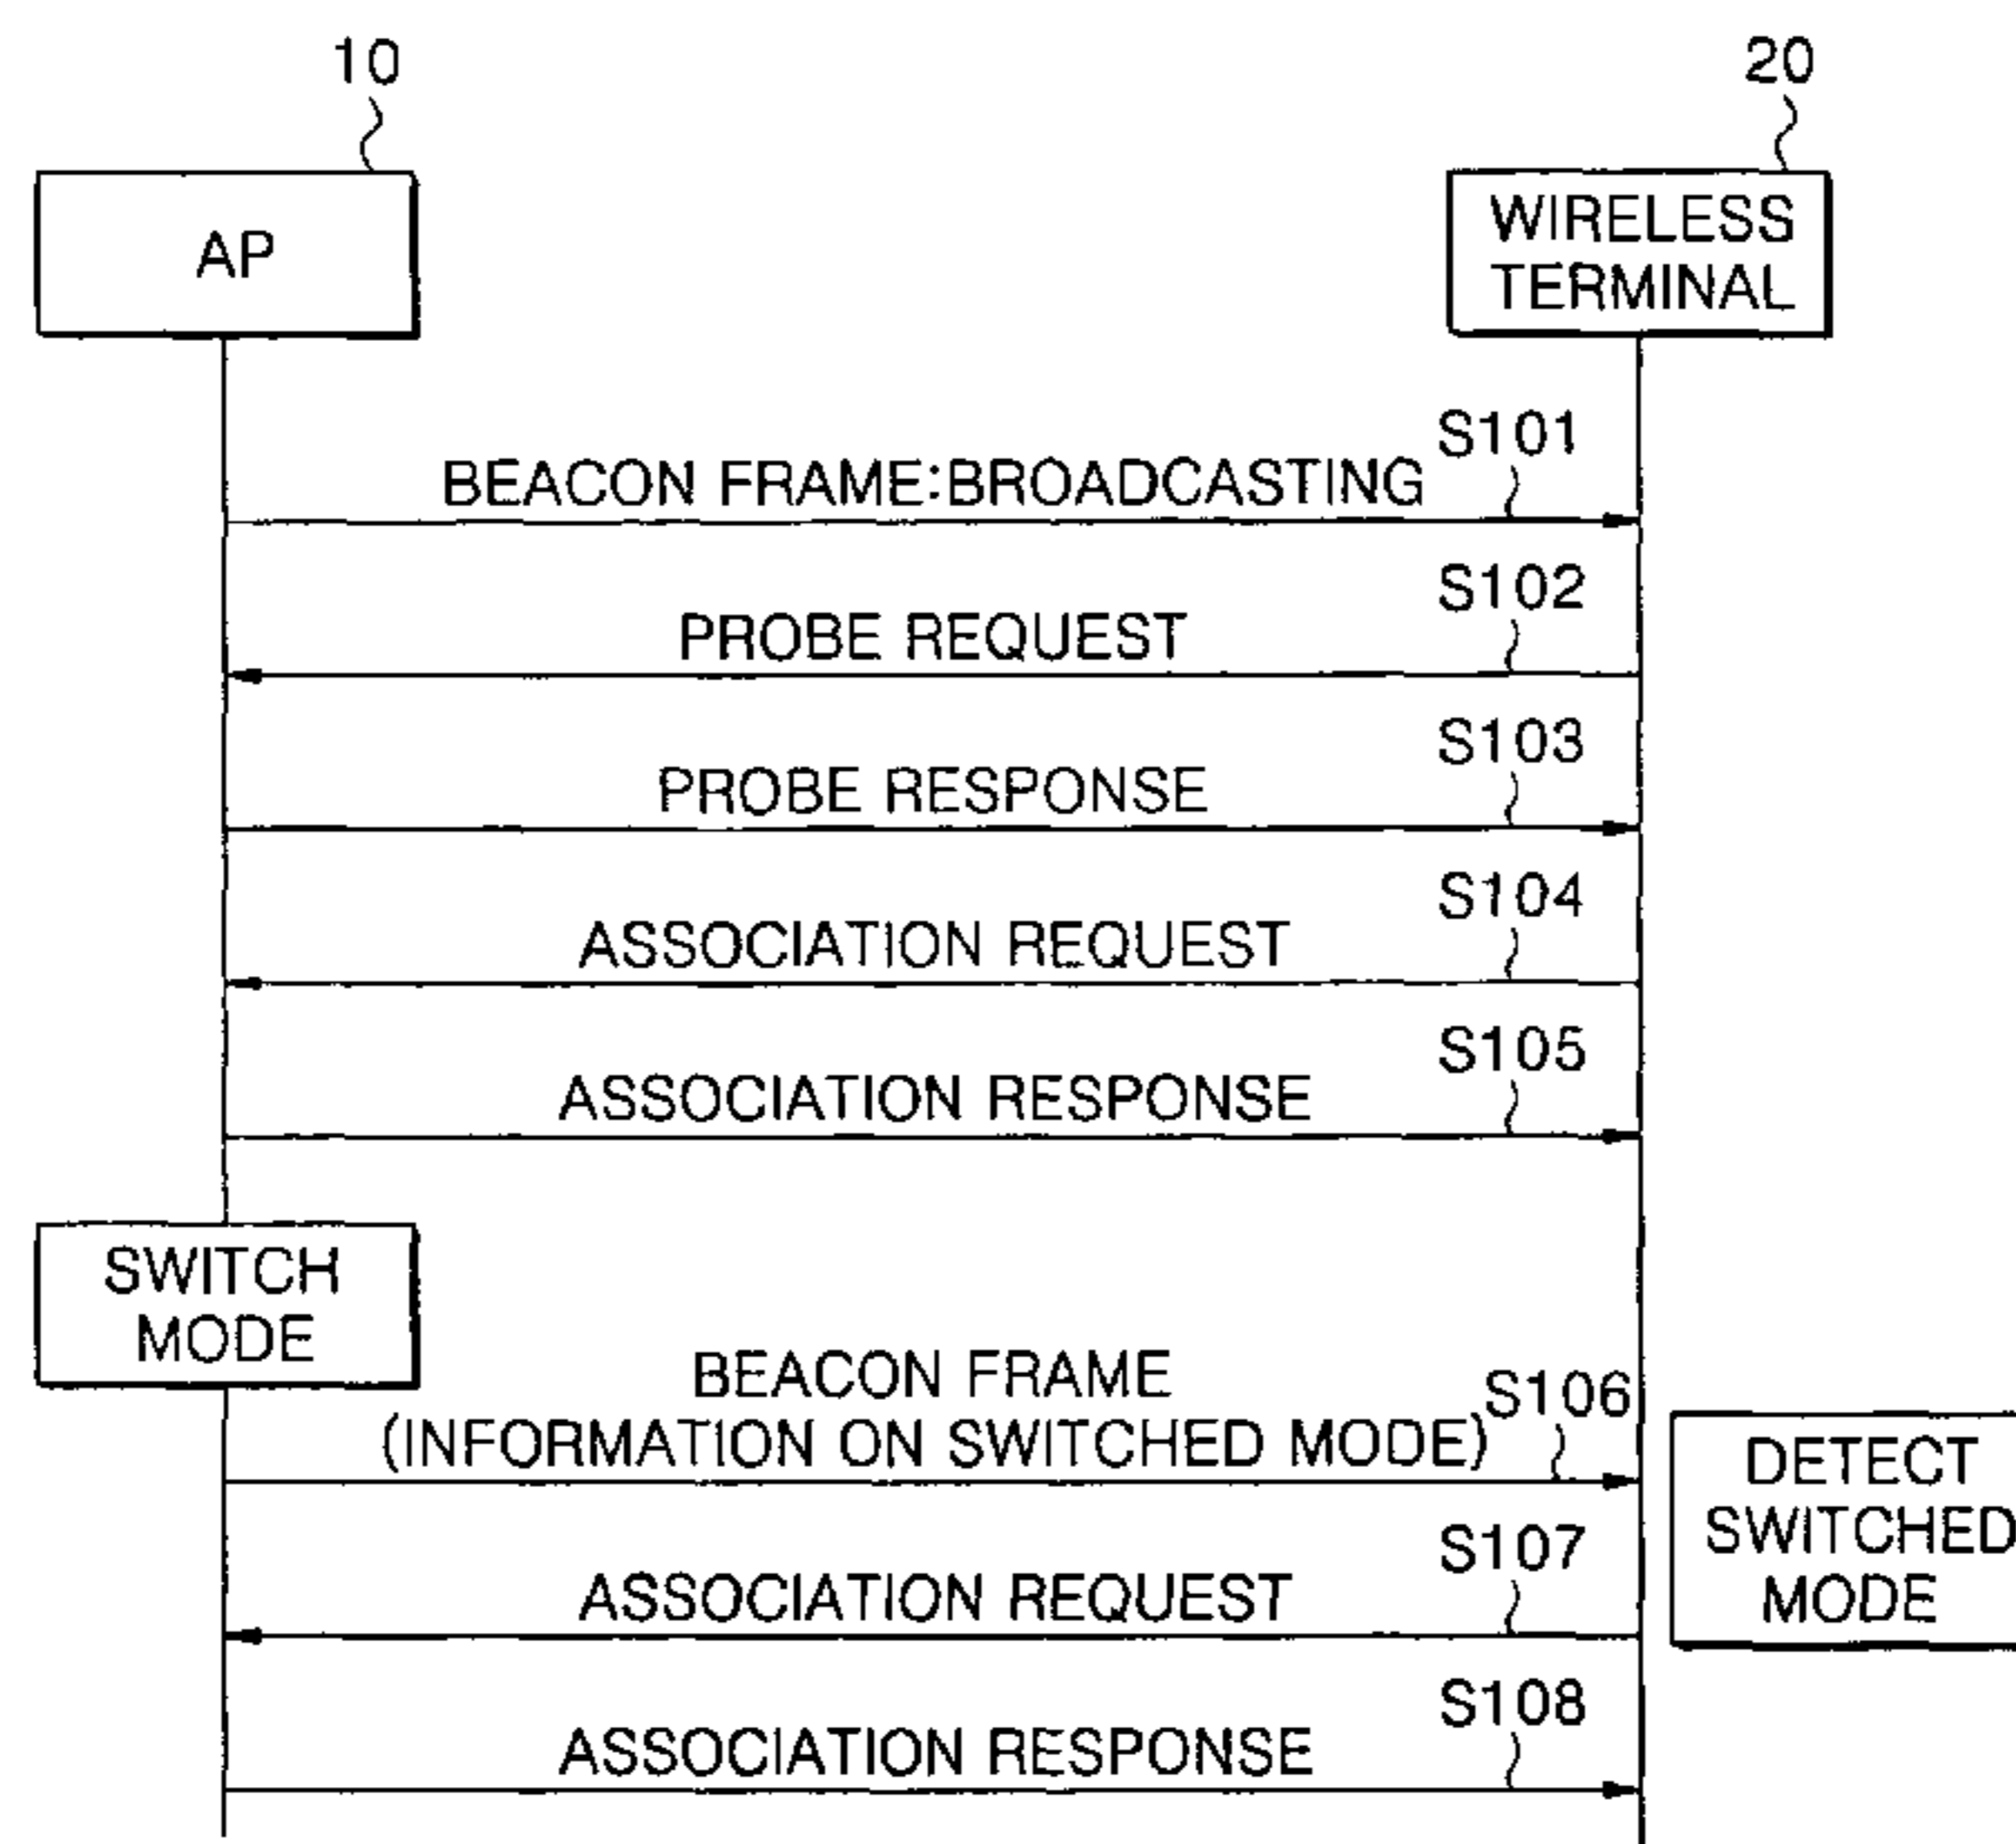 10
20
AP
WIRELESS
TERMINAL
S101
BEACON FRAME:BROADCASTING
S102
PROBE REQUEST
S103
PROBE RESPONSE
S104
ASSOCIATION REQUEST
S105
ASSOCIATION RESPONSE
SWITCH
MODE
BEACON FRAME
(INFORMATION ON SWITCHED MODE)
S106
DETECT
SWITCHED
MODE
S107
ASSOCIATION REQUEST
S108
ASSOCIATION RESPONSE